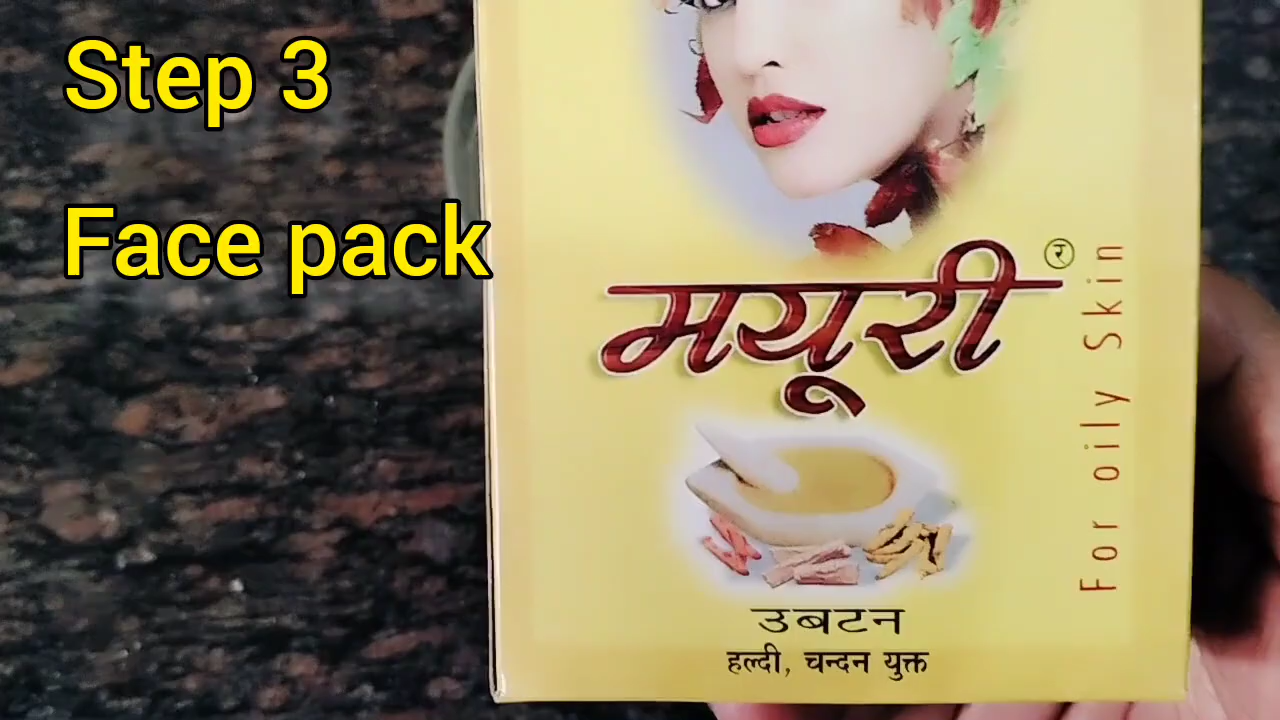 Step 3
Face pack
मयूरी
For oily Skin
उबटन
हल्दी, चन्दन युक्त